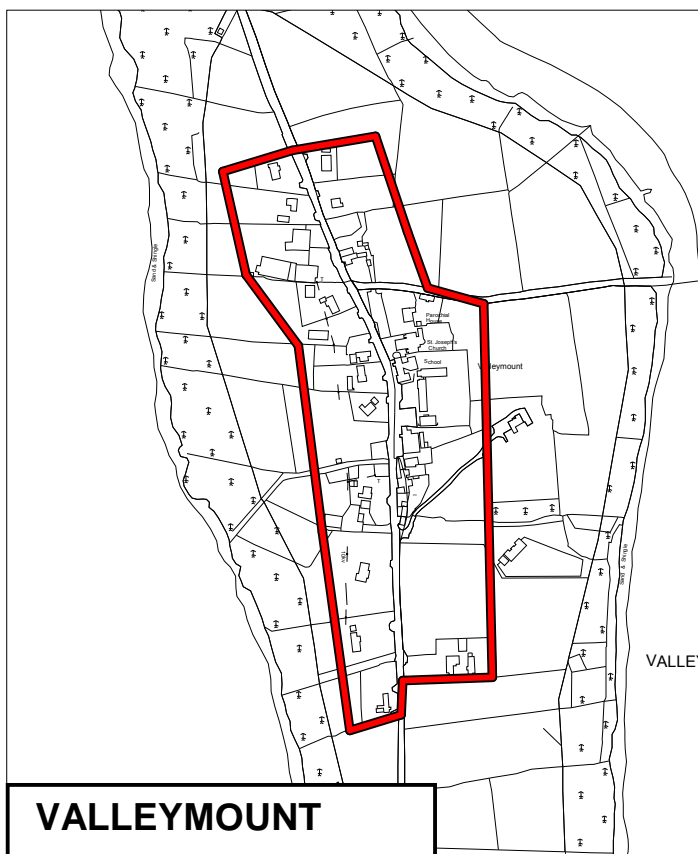 Sand & Shingle
T
Parochial
House
St. Joseph's
Church
School
Valleymount
T
Sand & Shingle
VALLEY
VALLEYMOUNT